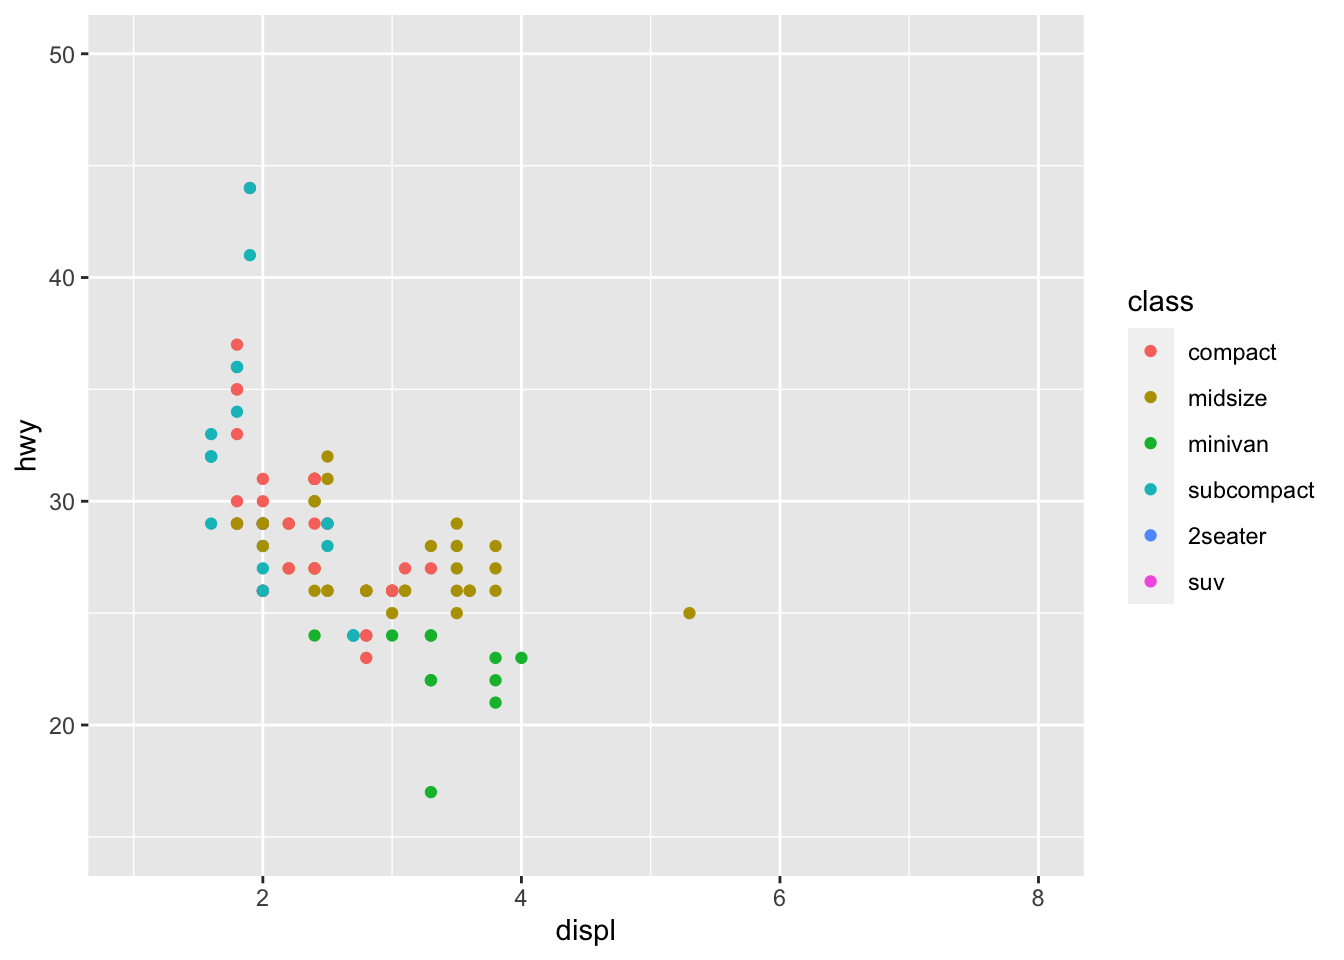 50
40
30
20
hwy
2
4
6
8
displ
class
compact
midsize
minivan
subcompact
2seater
suv